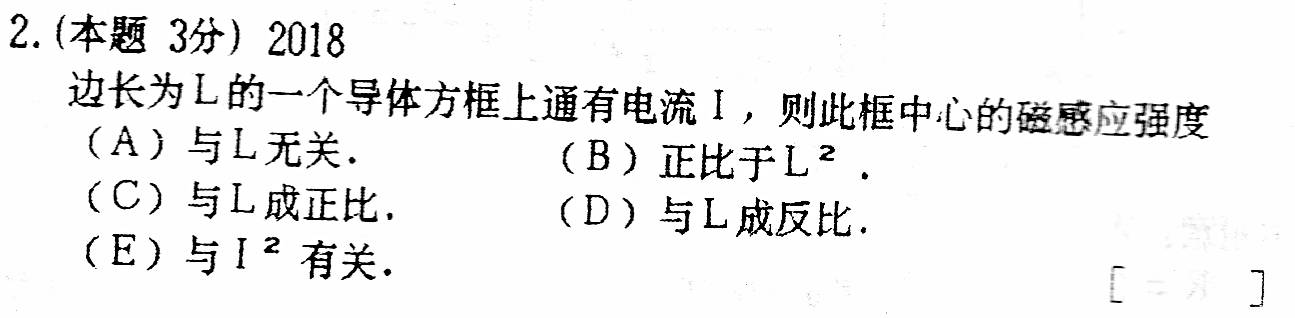 2.(本题 3分) 2018
边长为L的一个导体方框上通有电流I，则此框中心的磁感应强度
（A）与L无关．　（B）正比于L²．
（C）与L成正比．　（D）与L成反比．
（E）与I²有关．
[　　]